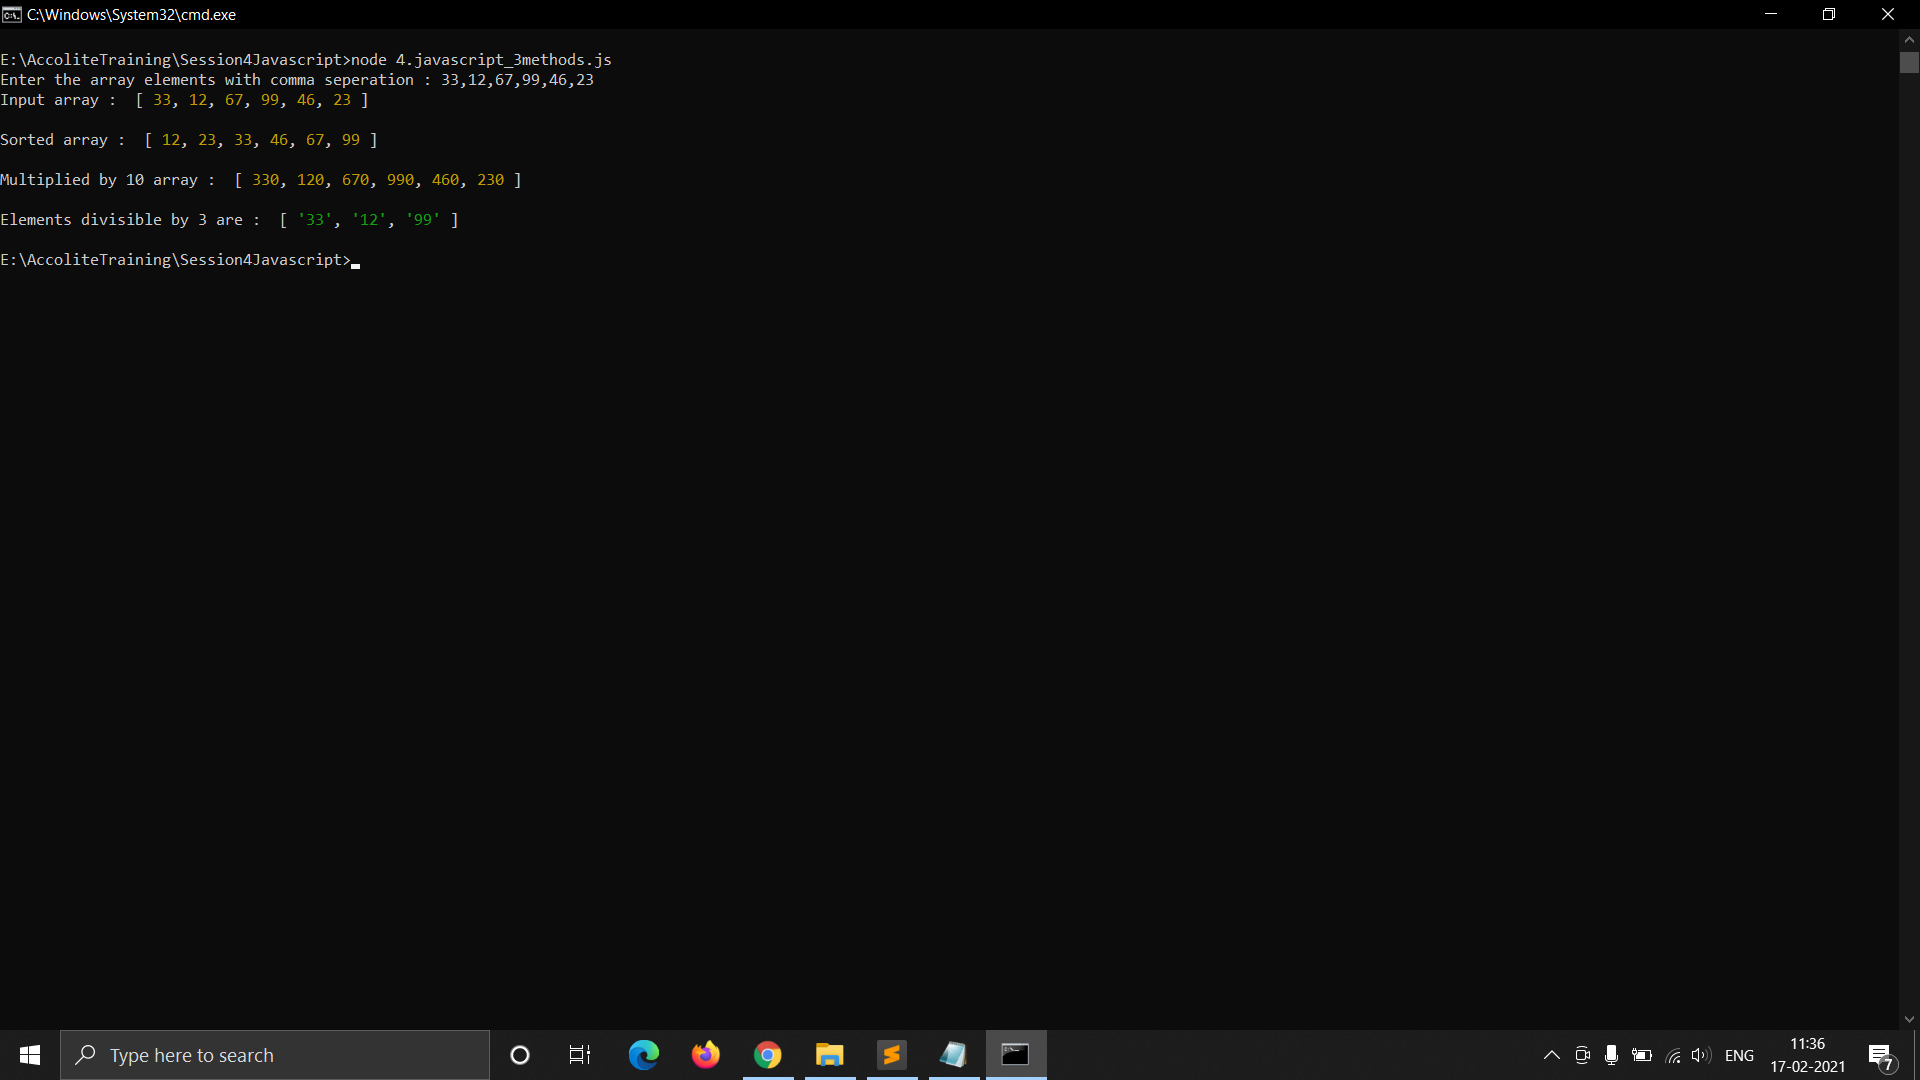 C:\Windows\System32\cmd.exe
E:\AccoliteTraining\Session4Javascript>node 4.javascript_3methods.js
Enter the array elements with comma seperation : 33,12,67,99,46,23
Input array :  [ 33, 12, 67, 99, 46, 23 ]
Sorted array :  [ 12, 23, 33, 46, 67, 99 ]
Multiplied by 10 array :  [ 330, 120, 670, 990, 460, 230 ]
Elements divisible by 3 are :  [ '33', '12', '99' ]
E:\AccoliteTraining\Session4Javascript>
Type here to search
ENG
11:36
17-02-2021
7